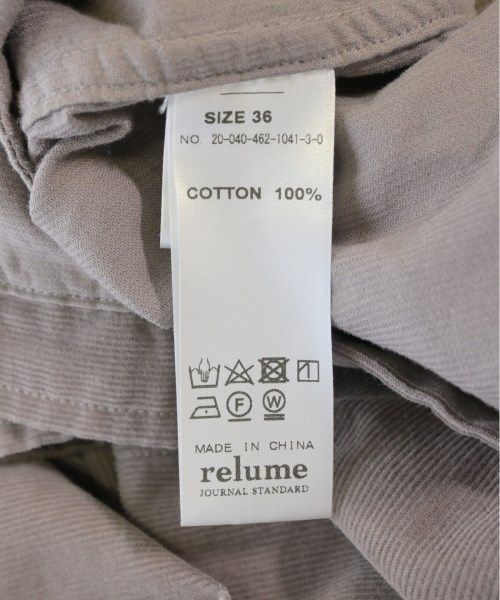 SIZE 36
NO. 20-040-462-1041-3-0
COTTON 100%
F W
MADE IN CHINA
relume
JOURNAL STANDARD